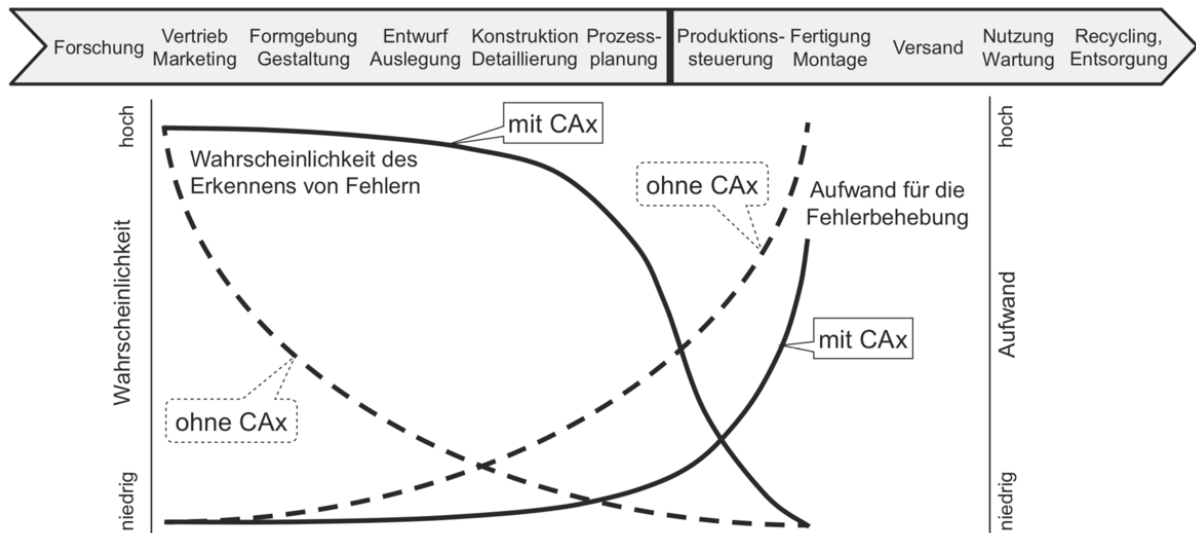 Forschung
Vertrieb
Marketing
Formgebung
Gestaltung
Entwurf
Auslegung
Konstruktion
Detaillierung
Prozess-
planung
Produktions-
steuerung
Fertigung
Montage
Versand
Nutzung
Wartung
Recycling,
Entsorgung
hoch
Wahrscheinlichkeit
niedrig
Wahrscheinlichkeit des
Erkennens von Fehlern
mit CAx
ohne CAx
ohne CAx
Aufwand für die
Fehlerbehebung
mit CAx
hoch
Aufwand
niedrig